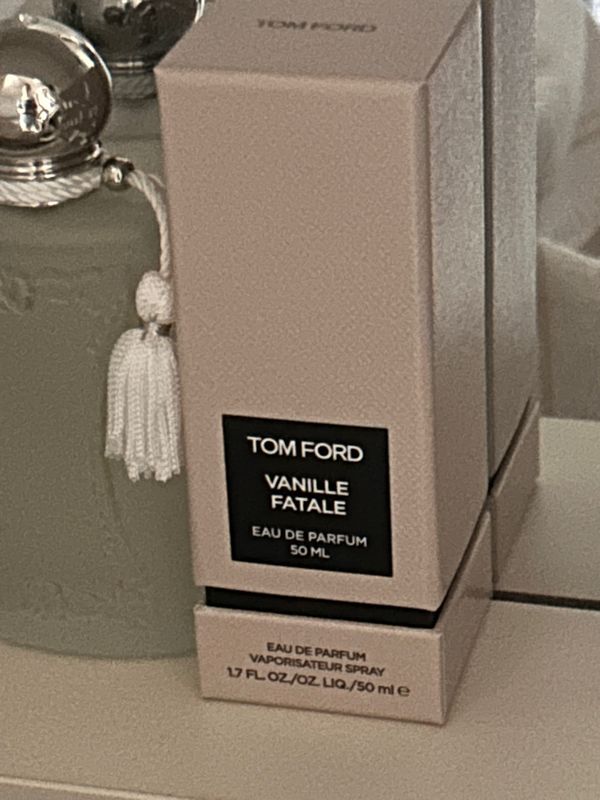 TOM FORD
TOM FORD
VANILLE
FATALE
EAU DE PARFUM
50 ML
EAU DE PARFUM
VAPORISATEUR SPRAY
1.7 FL. OZ./OZ. LIQ./50 ml ℮